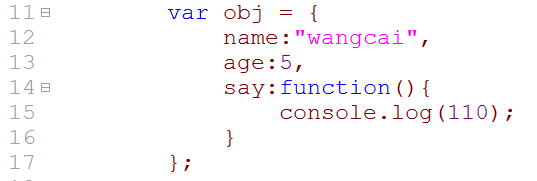 11 var obj = {
12 name:"wangcai",
13 age:5,
14 say:function(){
15 console.log(110);
16 }
17 };